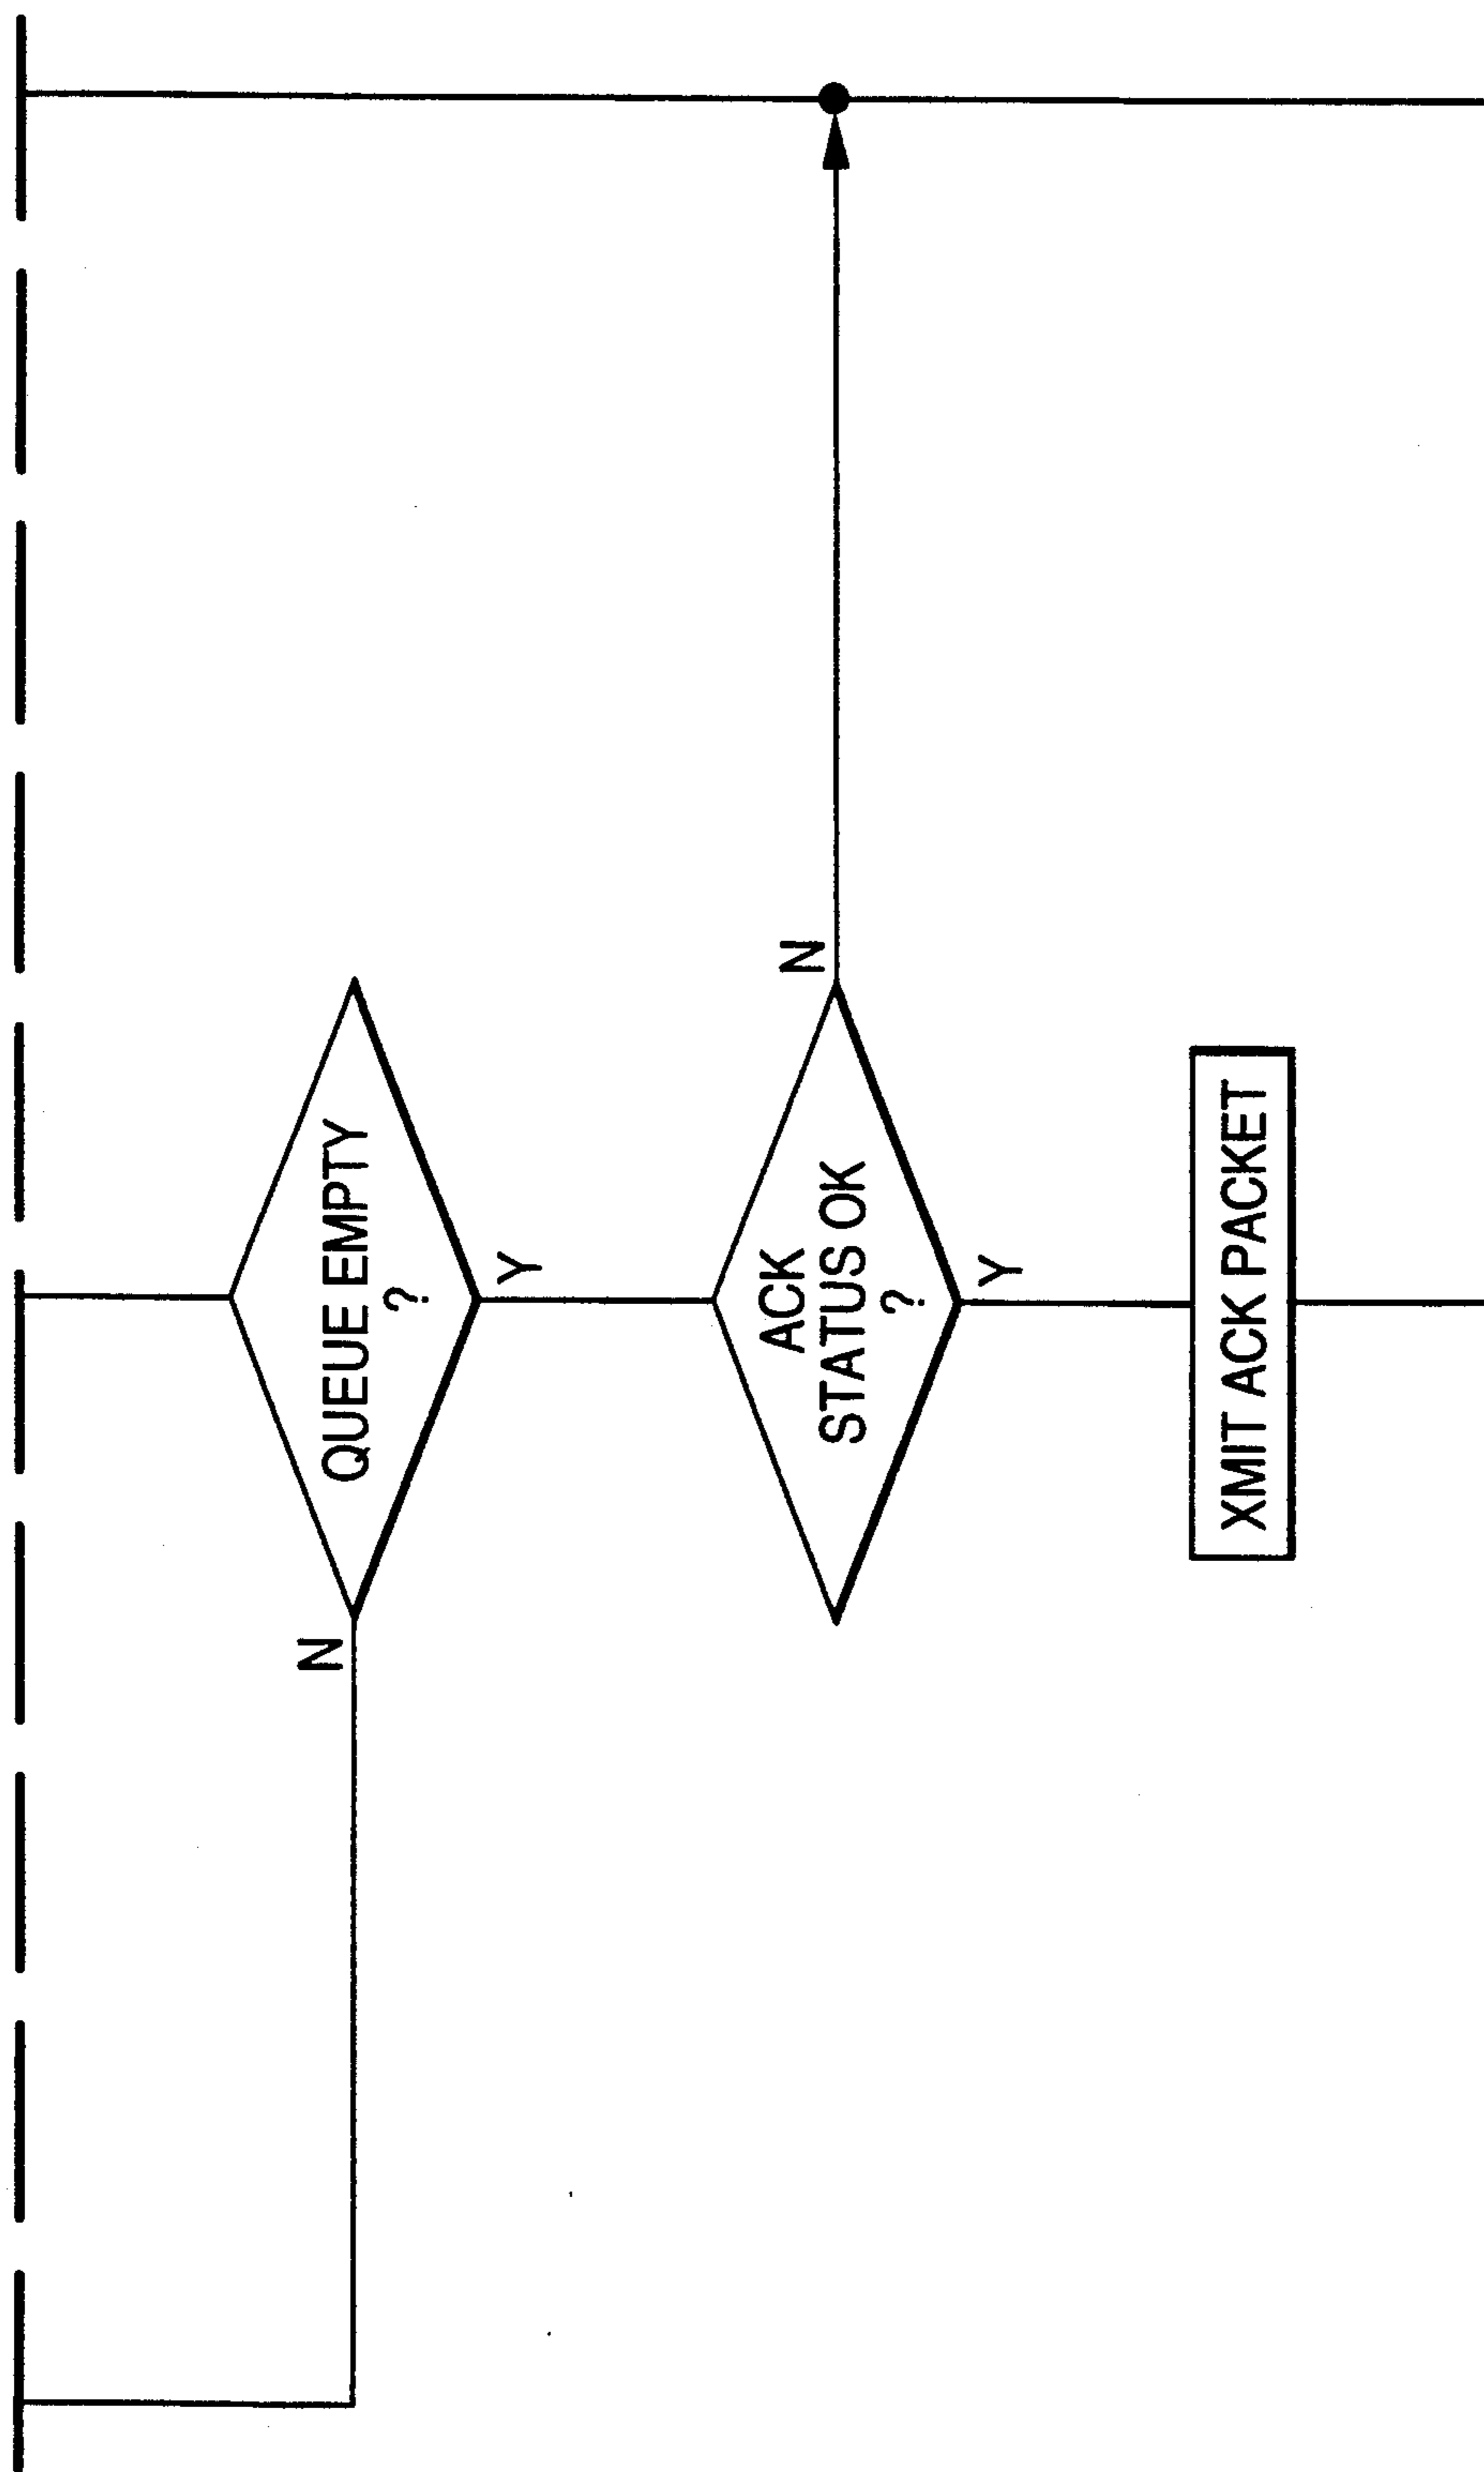 N
QUEUE EMPTY
?
Y
ACK
STATUS OK
?
N
Y
XMIT ACK PACKET